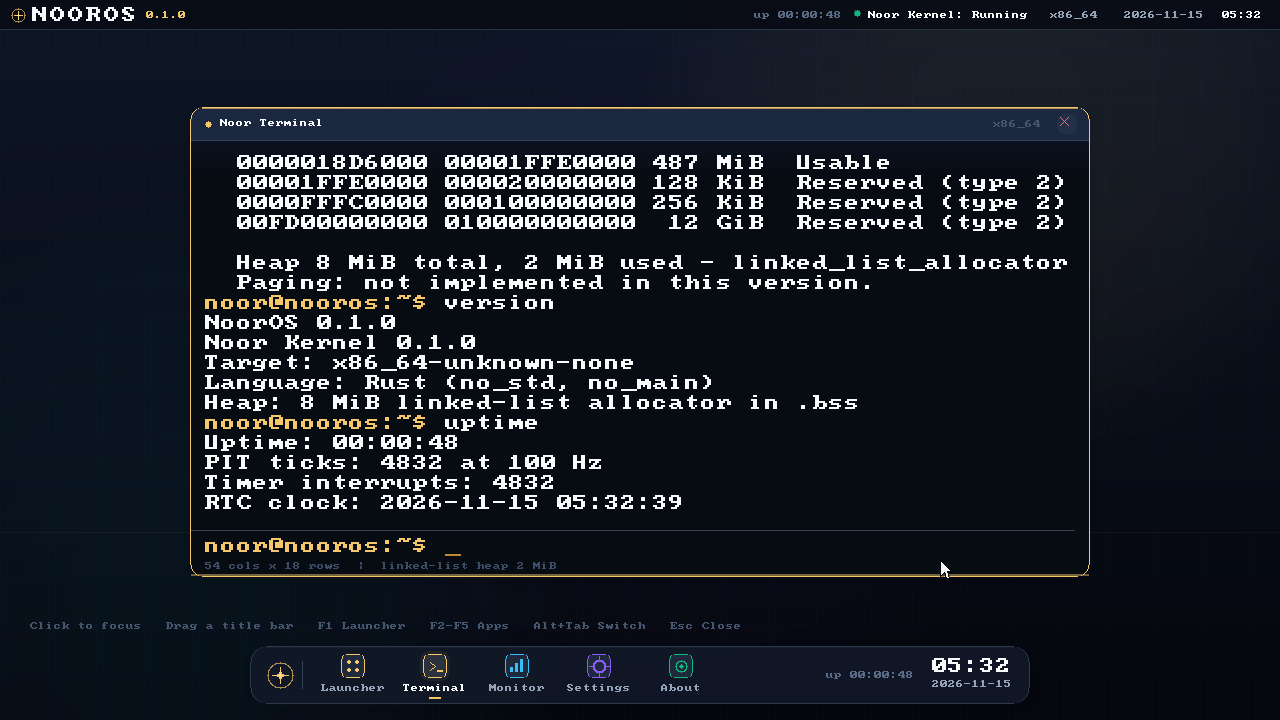 NOOROS 0.1.0
up 00:00:48 Noor Kernel: Running x86_64 2026-11-15 05:32
Noor Terminal x86_64
0000018D6000 00001FFE0000 487 MiB Usable
00001FFE0000 000020000000 128 KiB Reserved (type 2)
0000FFFC0000 000100000000 256 KiB Reserved (type 2)
00FD00000000 010000000000 12 GiB Reserved (type 2)
Heap 8 MiB total, 2 MiB used - linked_list_allocator
Paging: not implemented in this version.
noor@nooros:~$ version
NoorOS 0.1.0
Noor Kernel 0.1.0
Target: x86_64-unknown-none
Language: Rust (no_std, no_main)
Heap: 8 MiB linked-list allocator in .bss
noor@nooros:~$ uptime
Uptime: 00:00:48
PIT ticks: 4832 at 100 Hz
Timer interrupts: 4832
RTC clock: 2026-11-15 05:32:39
noor@nooros:~$ _
54 cols x 18 rows | linked-list heap 2 MiB
Click to focus Drag a title bar F1 Launcher F2-F5 Apps Alt+Tab Switch Esc Close
Launcher Terminal Monitor Settings About
up 00:00:48 05:32
2026-11-15